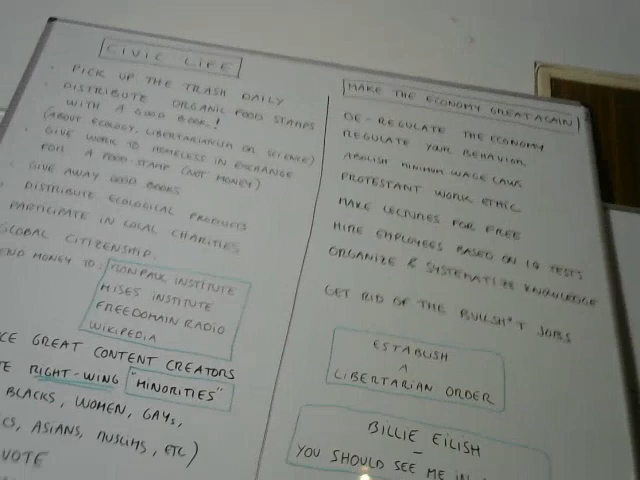 CIVIC LIFE
· PICK UP THE TRASH DAILY
· DISTRIBUTE ORGANIC FOOD STAMPS
WITH A GOOD BOOK!
(ABOUT ECOLOGY, LIBERTARIANISM OR SCIENCE)
· GIVE WORK TO HOMELESS IN EXCHANGE
FOR A FOOD STAMP (NOT MONEY)
· GIVE AWAY GOOD BOOKS
DISTRIBUTE ECOLOGICAL PRODUCTS
PARTICIPATE IN LOCAL CHARITIES
GLOBAL CITIZENSHIP:
END MONEY TO:
RONPAUL INSTITUTE
MISES INSTITUTE
FREEDOMAIN RADIO
WIKIPEDIA
CE GREAT CONTENT CREATORS
TE RIGHT-WING "MINORITIES"
BLACKS, WOMEN, GAYS,
CS, ASIANS, MUSLIMS, ETC)
VOTE
MAKE THE ECONOMY GREAT AGAIN
DE-REGULATE THE ECONOMY
REGULATE YOUR BEHAVIOR
ABOLISH MINIMUM WAGE LAWS
PROTESTANT WORK ETHIC
MAKE LECTURES FOR FREE
HIRE EMPLOYEES BASED ON IQ TESTS
ORGANIZE & SYSTEMATIZE KNOWLEDGE
GET RID OF THE BULLSH*T JOBS
ESTABLISH
A
LIBERTARIAN ORDER
BILLIE EILISH
-
YOU SHOULD SEE ME IN